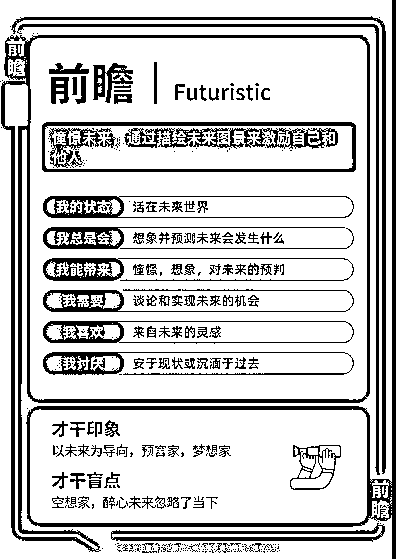 前瞻
前瞻 | Futuristic
憧憬未来，通过描绘未来图景来激励自己和
他人
我的状态 活在未来世界
我总是会 想象并预测未来会发生什么
我能带来 憧憬，想象，对未来的预判
我需要 谈论和实现未来的机会
我喜欢 来自未来的灵感
我讨厌 安于现状或沉湎于过去
才干印象
以未来为导向，预言家，梦想家
才干盲点
空想家，醉心未来忽略了当下
前瞻